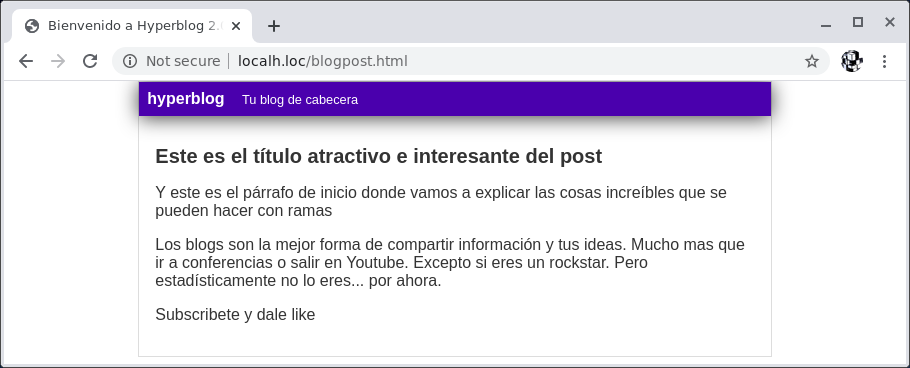 Bienvenido a Hyperblog 2.
Not secure localh.loc/blogpost.html
hyperblog Tu blog de cabecera
Este es el título atractivo e interesante del post
Y este es el párrafo de inicio donde vamos a explicar las cosas increíbles que se
pueden hacer con ramas
Los blogs son la mejor forma de compartir información y tus ideas. Mucho mas que
ir a conferencias o salir en Youtube. Excepto si eres un rockstar. Pero
estadísticamente no lo eres... por ahora.
Subscribete y dale like